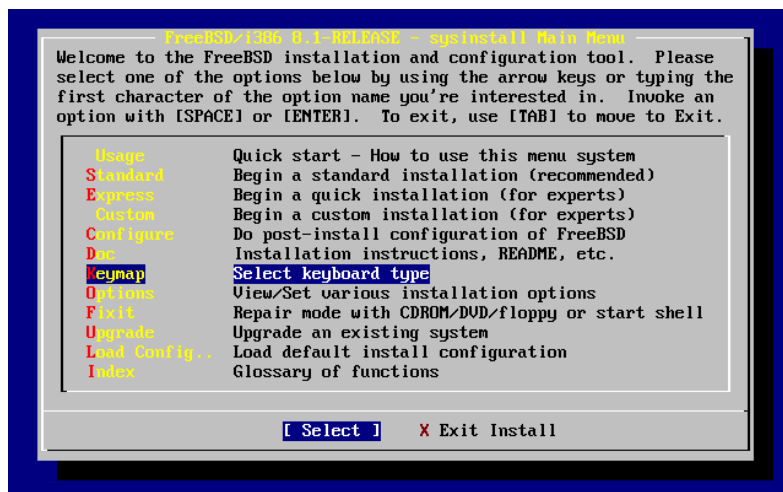 FreeBSD/i386 8.1-RELEASE - sysinstall Main Menu
Welcome to the FreeBSD installation and configuration tool.  Please
select one of the options below by using the arrow keys or typing the
first character of the option name you're interested in.  Invoke an
option with [SPACE] or [ENTER].  To exit, use [TAB] to move to Exit.
Usage Quick start - How to use this menu system
Standard Begin a standard installation (recommended)
Express Begin a quick installation (for experts)
Custom Begin a custom installation (for experts)
Configure Do post-install configuration of FreeBSD
Doc Installation instructions, README, etc.
Keymap Select keyboard type
Options View/Set various installation options
Fixit Repair mode with CDROM/DVD/floppy or start shell
Upgrade Upgrade an existing system
Load Config.. Load default install configuration
Index Glossary of functions
[ Select ] X Exit Install